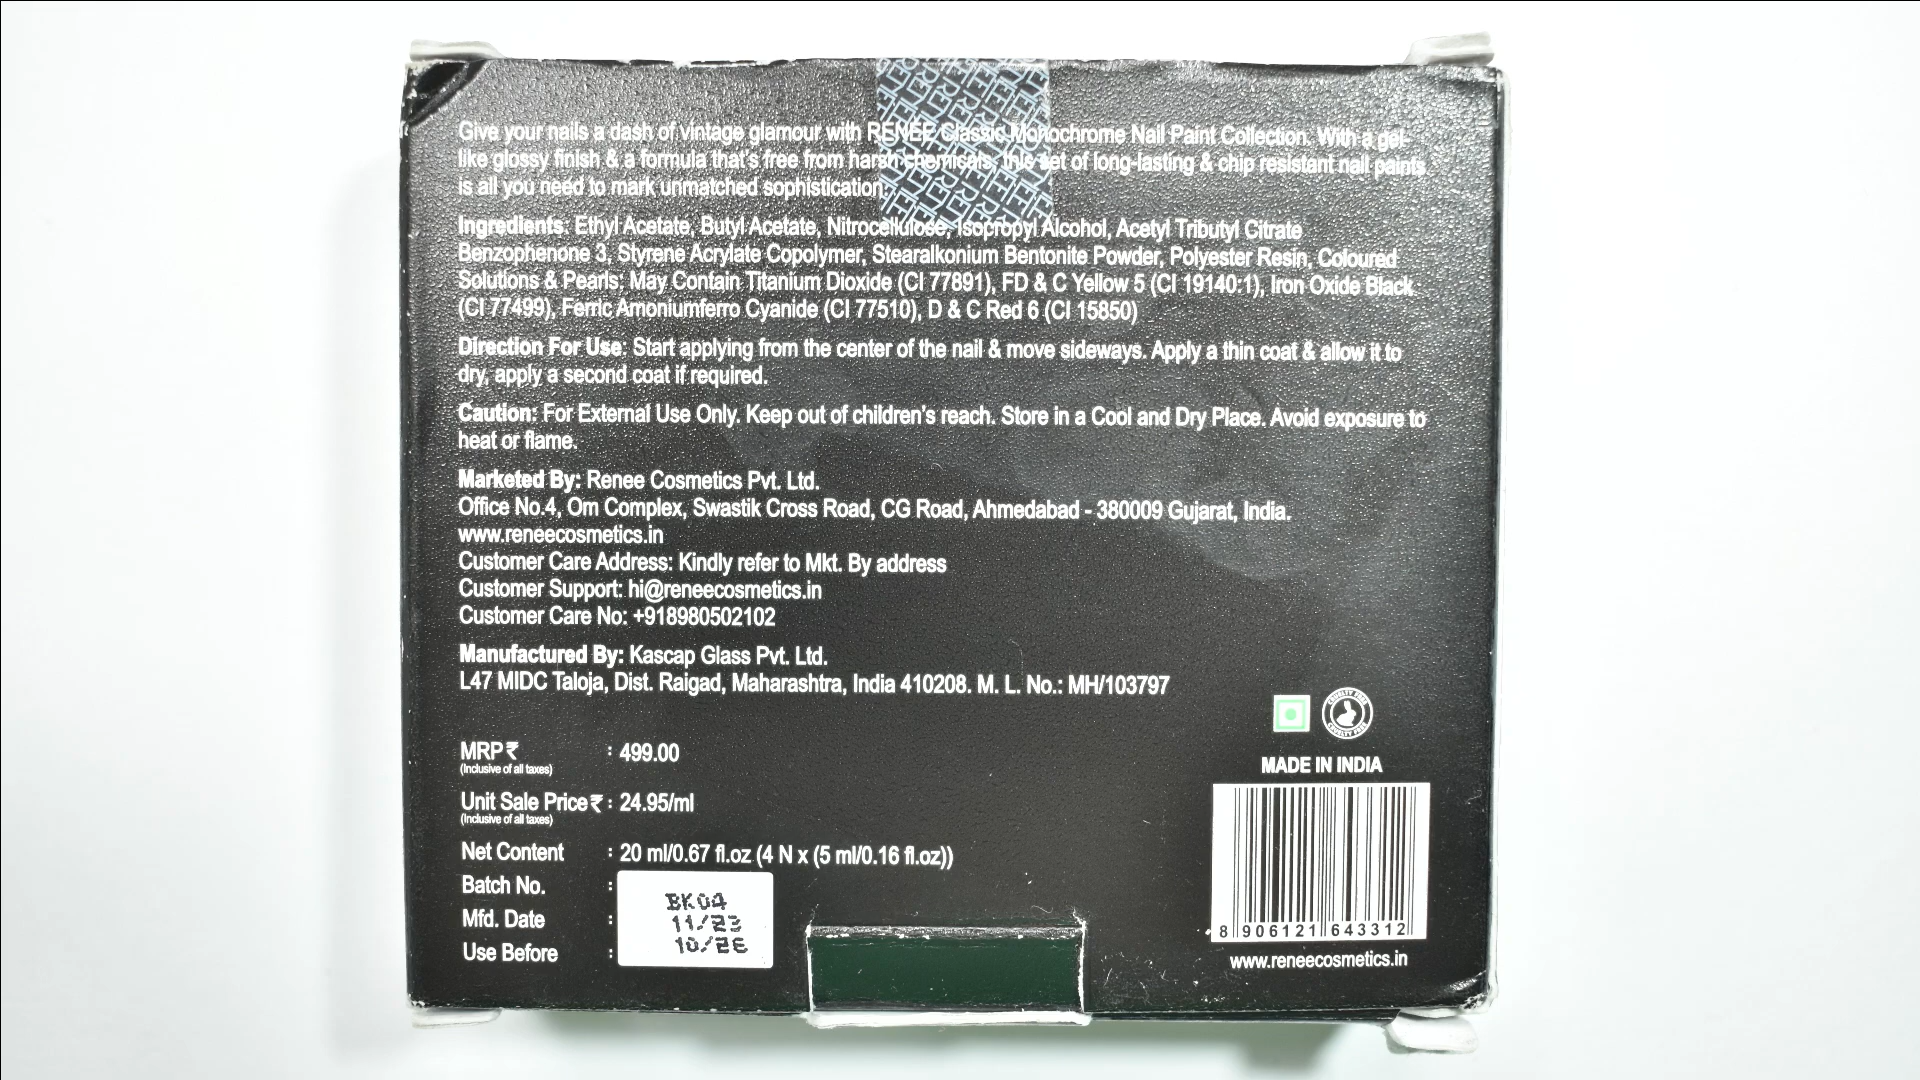 Give your nails a dash of vintage glamour with RENEE Classic Monochrome Nail Paint Collection. With a gel-
like glossy finish & a formula that's free from harsh chemicals, this set of long-lasting & chip resistant nail paints
is all you need to mark unmatched sophistication.
Ingredients: Ethyl Acetate, Butyl Acetate, Nitrocellulose, Isopropyl Alcohol, Acetyl Tributyl Citrate
Benzophenone 3, Styrene Acrylate Copolymer, Stearalkonium Bentonite Powder, Polyester Resin, Coloured
Solutions & Pearls. May Contain Titanium Dioxide (CI 77891), FD & C Yellow 5 (CI 19140:1), Iron Oxide Black
(CI 77499), Ferric Amoniumferro Cyanide (CI 77510), D & C Red 6 (CI 15850)
Direction For Use: Start applying from the center of the nail & move sideways. Apply a thin coat & allow it to
dry, apply a second coat if required.
Caution: For External Use Only. Keep out of children's reach. Store in a Cool and Dry Place. Avoid exposure to
heat or flame.
Marketed By: Renee Cosmetics Pvt. Ltd.
Office No.4, Om Complex, Swastik Cross Road, CG Road, Ahmedabad - 380009 Gujarat, India.
www.reneecosmetics.in
Customer Care Address: Kindly refer to Mkt. By address
Customer Support: hi@reneecosmetics.in
Customer Care No: +918980502102
Manufactured By: Kascap Glass Pvt. Ltd.
L47 MIDC Taloja, Dist. Raigad, Maharashtra, India 410208. M. L. No.: MH/103797
MRP ₹ : 499.00
(Inclusive of all taxes)
Unit Sale Price ₹ : 24.95/ml
(Inclusive of all taxes)
Net Content : 20 ml/0.67 fl.oz (4 N x (5 ml/0.16 fl.oz))
Batch No. : BK04
Mfd. Date : 11/23
Use Before : 10/26
CRUELTY FREE
CRUELTY FREE
MADE IN INDIA
8 906121 643312
www.reneecosmetics.in